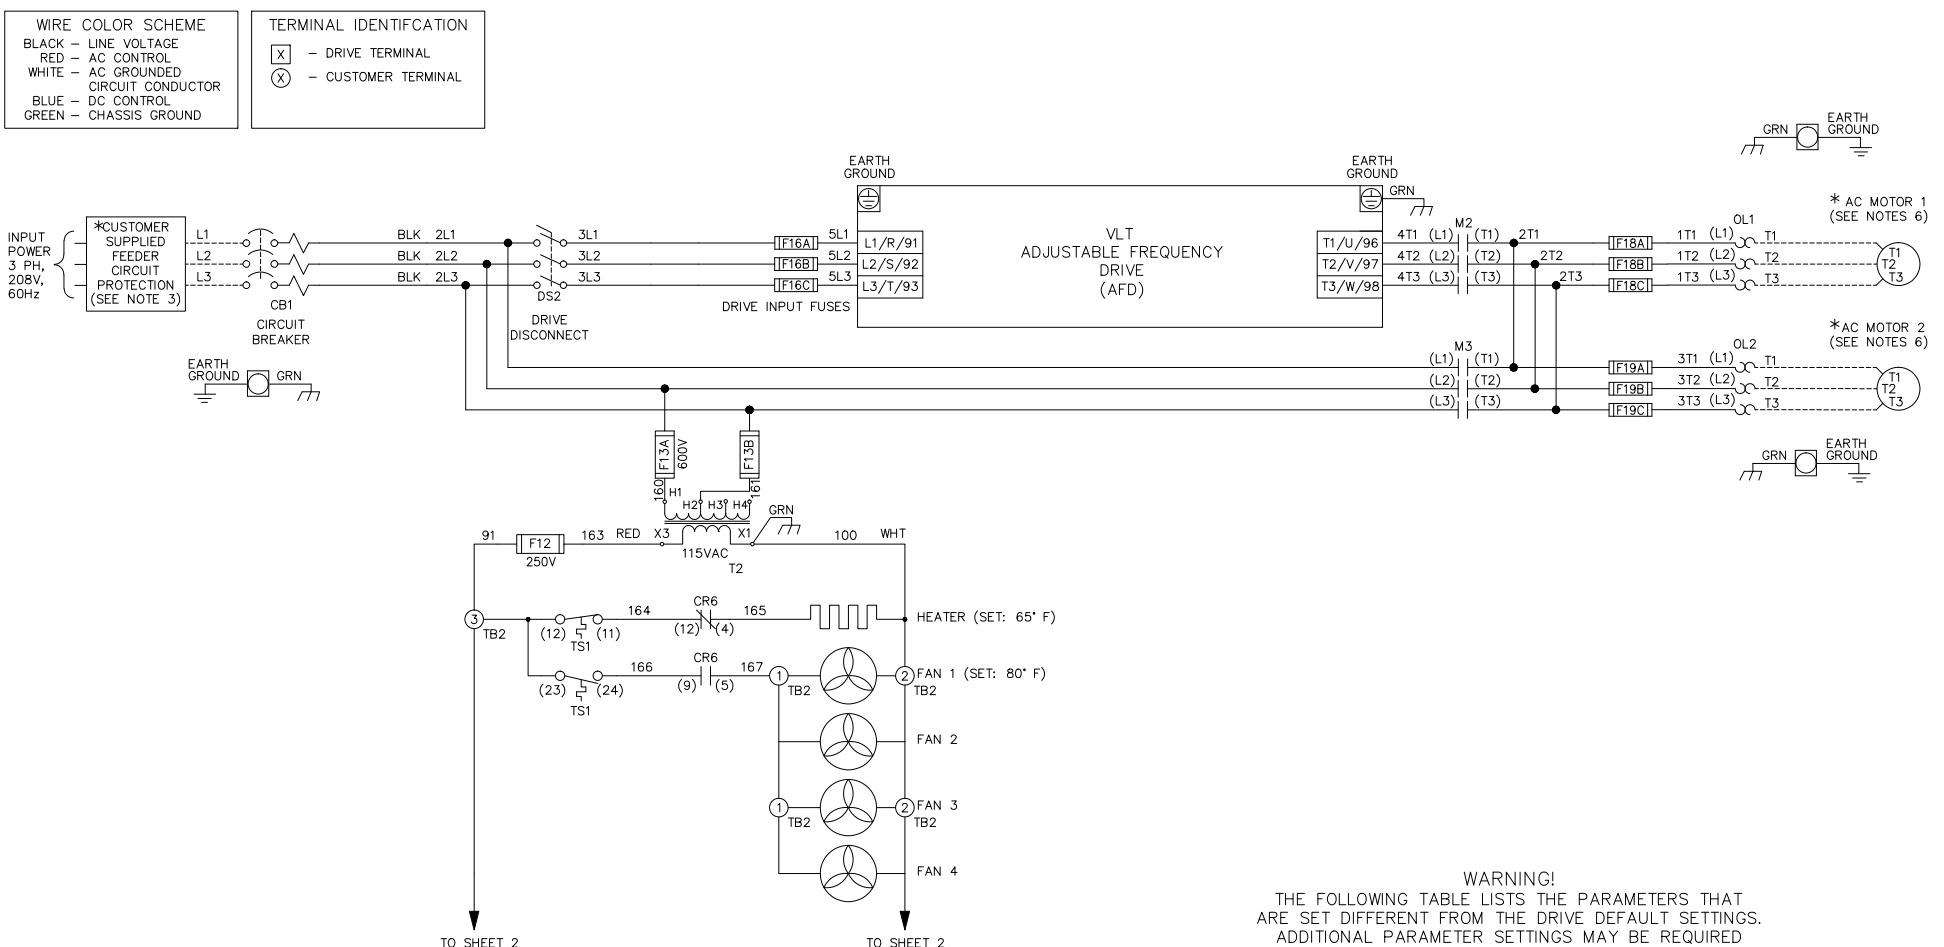 WIRE COLOR SCHEME
BLACK – LINE VOLTAGE
RED – AC CONTROL
WHITE – AC GROUNDED
CIRCUIT CONDUCTOR
BLUE – DC CONTROL
GREEN – CHASSIS GROUND
TERMINAL IDENTIFCATION
X – DRIVE TERMINAL
X – CUSTOMER TERMINAL
INPUT
POWER
3 PH,
208V,
60Hz
*CUSTOMER
SUPPLIED
FEEDER
CIRCUIT
PROTECTION
(SEE NOTE 3)
L1
L2
L3
CB1
CIRCUIT
BREAKER
BLK 2L1
BLK 2L2
BLK 2L3
DS2
DRIVE
DISCONNECT
3L1
3L2
3L3
F16A
F16B
F16C
DRIVE INPUT FUSES
5L1
5L2
5L3
EARTH
GROUND
L1/R/91
L2/S/92
L3/T/93
VLT
ADJUSTABLE FREQUENCY
DRIVE
(AFD)
EARTH
GROUND
GRN
T1/U/96
T2/V/97
T3/W/98
4T1 (L1)
4T2 (L2)
4T3 (L3)
M2
(T1)
(T2)
(T3)
2T1
2T2
2T3
F18A
F18B
F18C
1T1 (L1)
1T2 (L2)
1T3 (L3)
OL1
T1
T2
T3
GRN
EARTH
GROUND
* AC MOTOR 1
(SEE NOTES 6)
T1
T2
T3
M3
(L1) (T1)
(L2) (T2)
(L3) (T3)
F19A
F19B
F19C
3T1 (L1)
3T2 (L2)
3T3 (L3)
OL2
T1
T2
T3
*AC MOTOR 2
(SEE NOTES 6)
T1
T2
T3
GRN
EARTH
GROUND
EARTH
GROUND
GRN
F13A
600V
F13B
160
161
H1
H2
H3
H4
GRN
91
F12
250V
163
RED
X3
X1
115VAC
T2
100
WHT
3
TB2
(12)
(11)
TS1
164
CR6
(12)
(4)
165
HEATER (SET: 65° F)
(23)
(24)
TS1
166
CR6
(9)
(5)
167
1
TB2
2
TB2
FAN 1 (SET: 80° F)
FAN 2
1
TB2
2
TB2
FAN 3
FAN 4
TO SHEET 2
TO SHEET 2
WARNING!
THE FOLLOWING TABLE LISTS THE PARAMETERS THAT
ARE SET DIFFERENT FROM THE DRIVE DEFAULT SETTINGS.
ADDITIONAL PARAMETER SETTINGS MAY BE REQUIRED